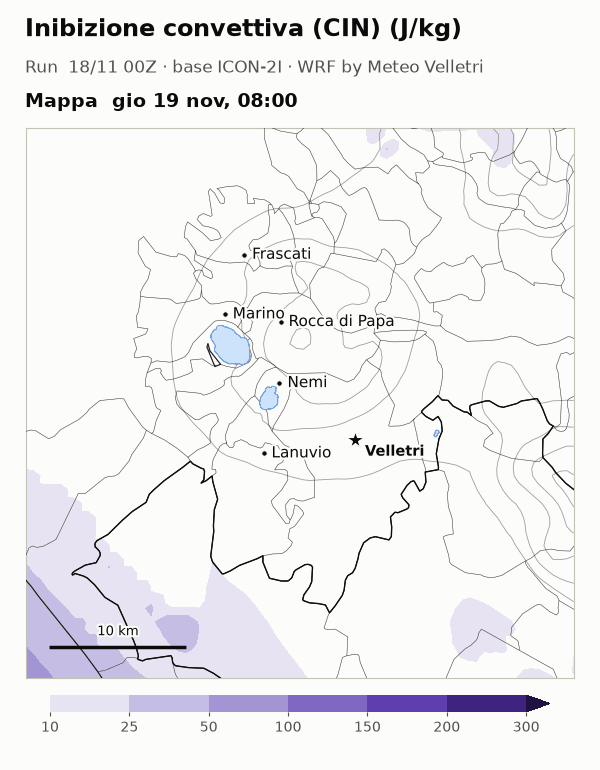 Inibizione convettiva (CIN) (J/kg)
Run  18/11 00Z · base ICON-2I · WRF by Meteo Velletri
Mappa  gio 19 nov, 08:00
Frascati
Marino
Rocca di Papa
Nemi
Velletri
Lanuvio
10 km
10 25 50 100 150 200 300